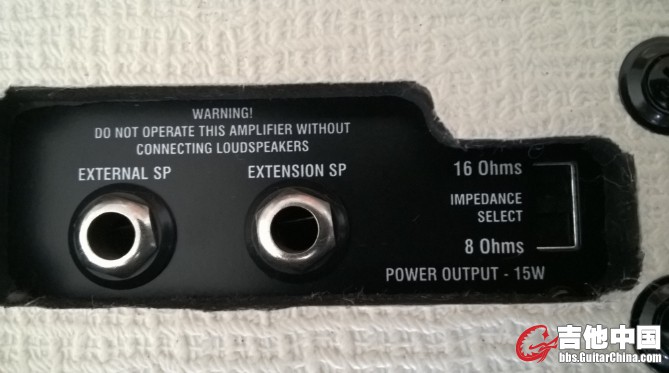 WARNING!
DO NOT OPERATE THIS AMPLIFIER WITHOUT
CONNECTING LOUDSPEAKERS
EXTERNAL SP
EXTENSION SP
16 Ohms
IMPEDANCE
SELECT
8 Ohms
POWER OUTPUT - 15W
吉他中国
bbs.GuitarChina.com